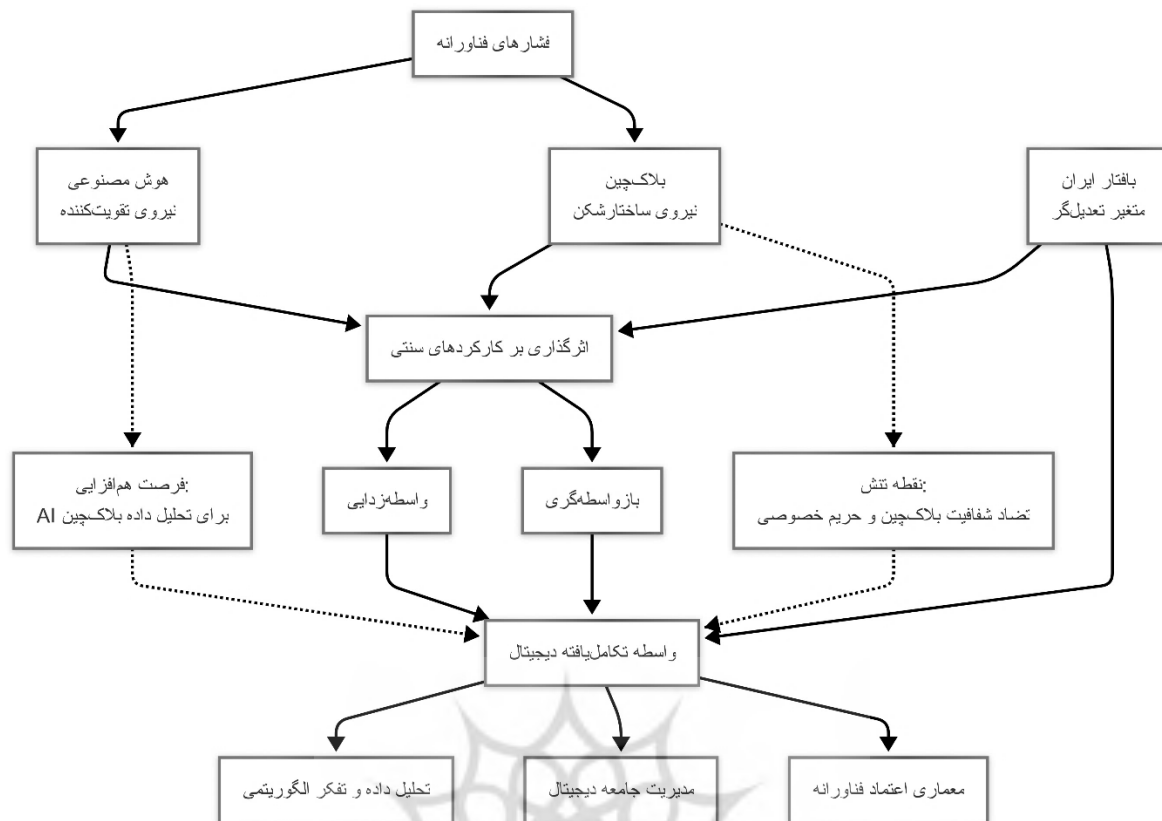 فشارهای فناورانه
هوش مصنوعی
نیروی تقویت‌کننده
بلاک‌چین
نیروی ساختارشکن
بافتار ایران
متغیر تعدیل‌گر
اثرگذاری بر کارکردهای سنتی
فرصت هم‌افزایی:
برای تحلیل داده بلاک‌چین AI
واسطه‌زدایی
بازواسطه‌گری
نقطه تنش:
تضاد شفافیت بلاک‌چین و حریم خصوصی
واسطه تکامل‌یافته دیجیتال
تحلیل داده و تفکر الگوریتمی
مدیریت جامعه دیجیتال
معماری اعتماد فناورانه